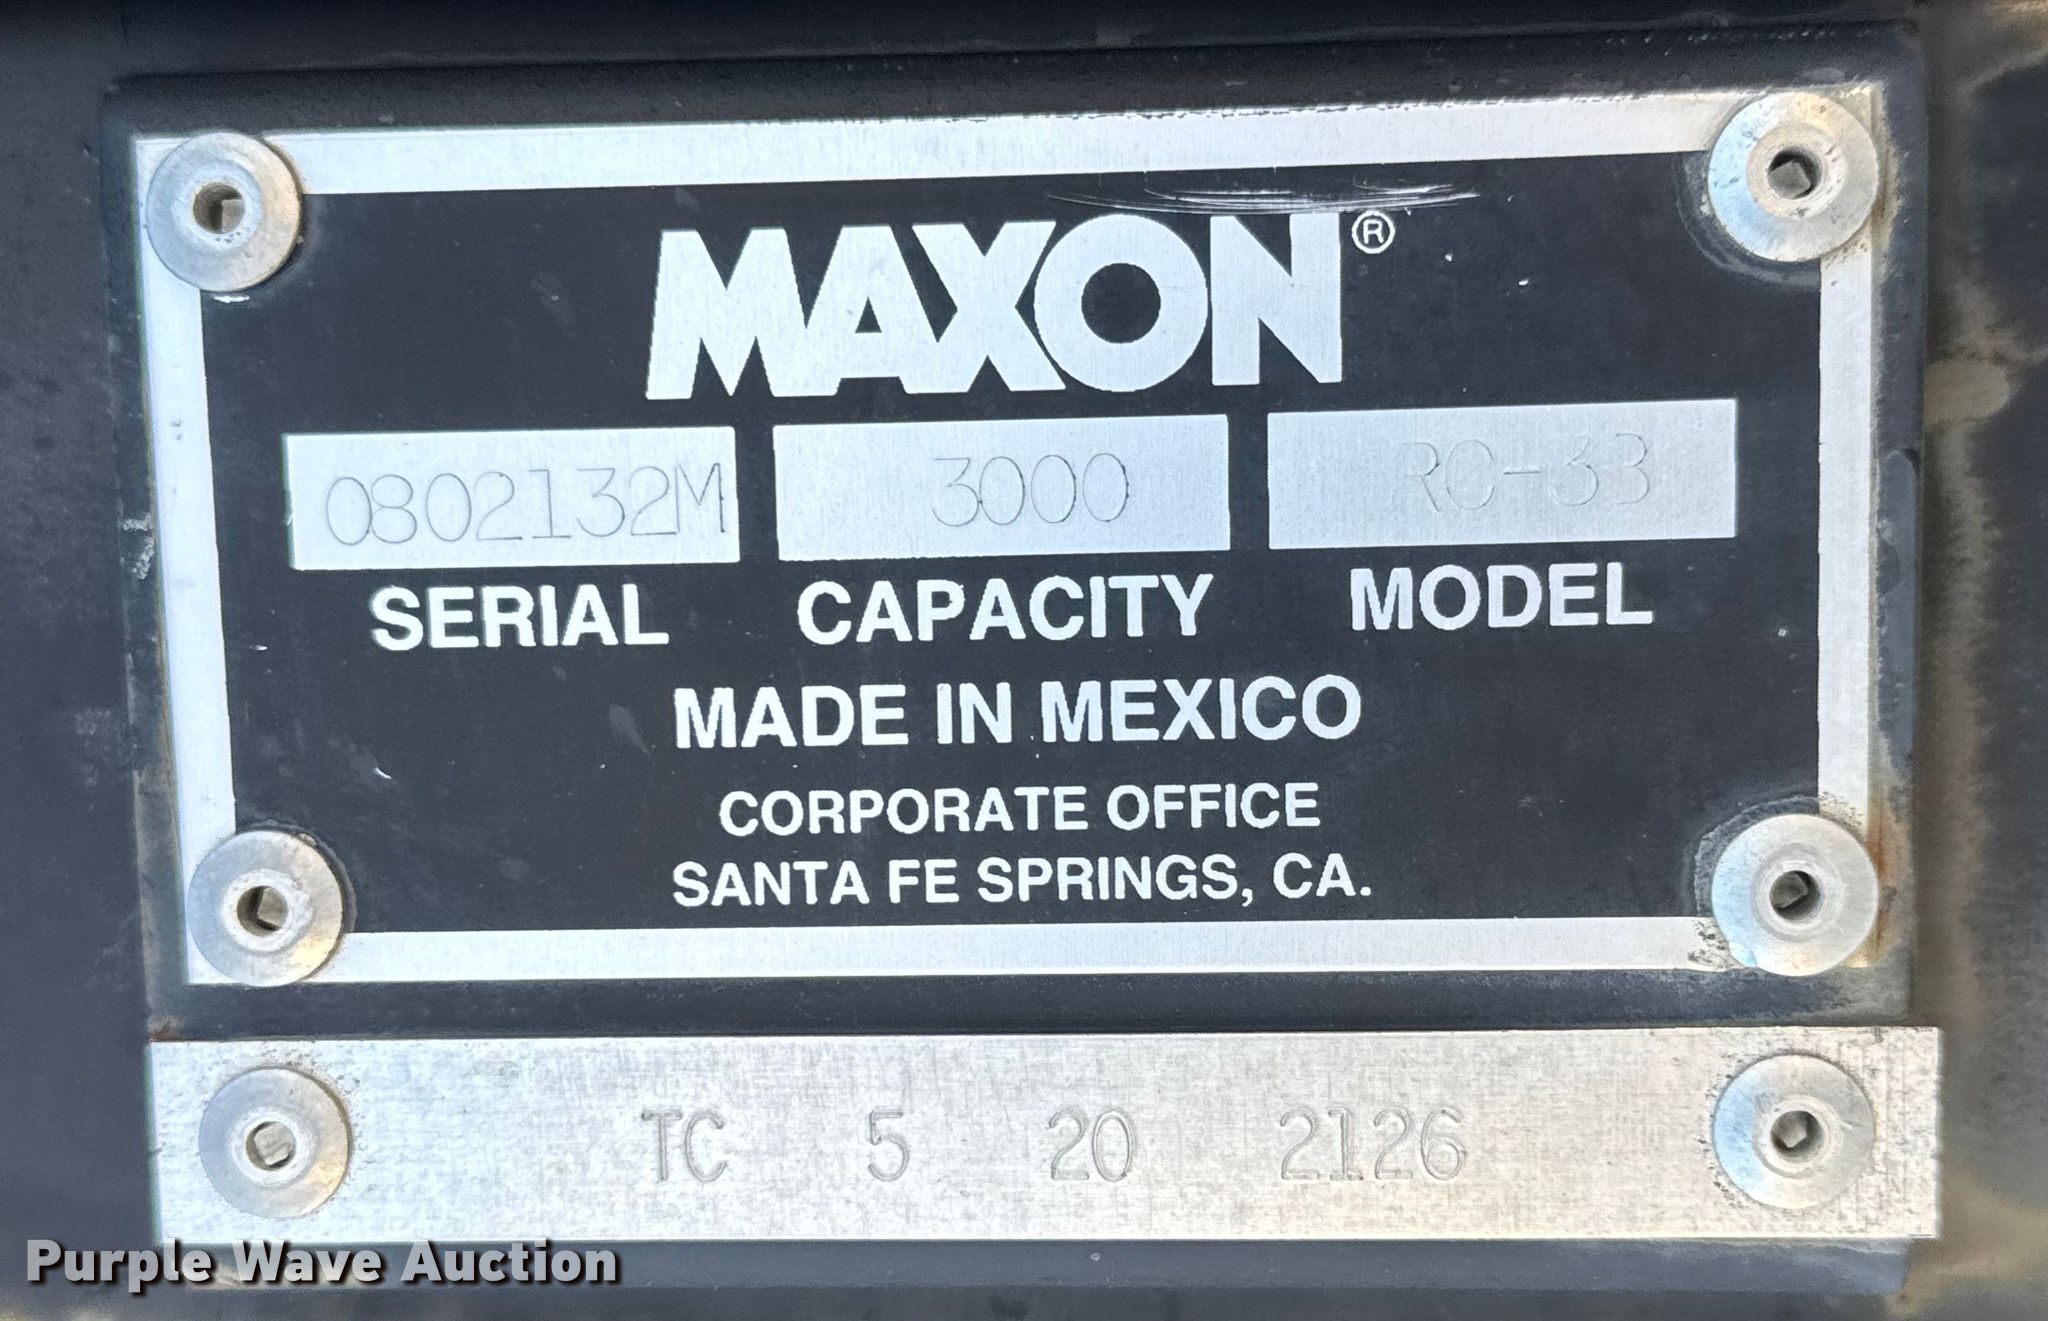 MAXON®
0802132M 3000 RC-33
SERIAL CAPACITY MODEL
MADE IN MEXICO
CORPORATE OFFICE
SANTA FE SPRINGS, CA.
TC 5 20 2126
Purple Wave Auction